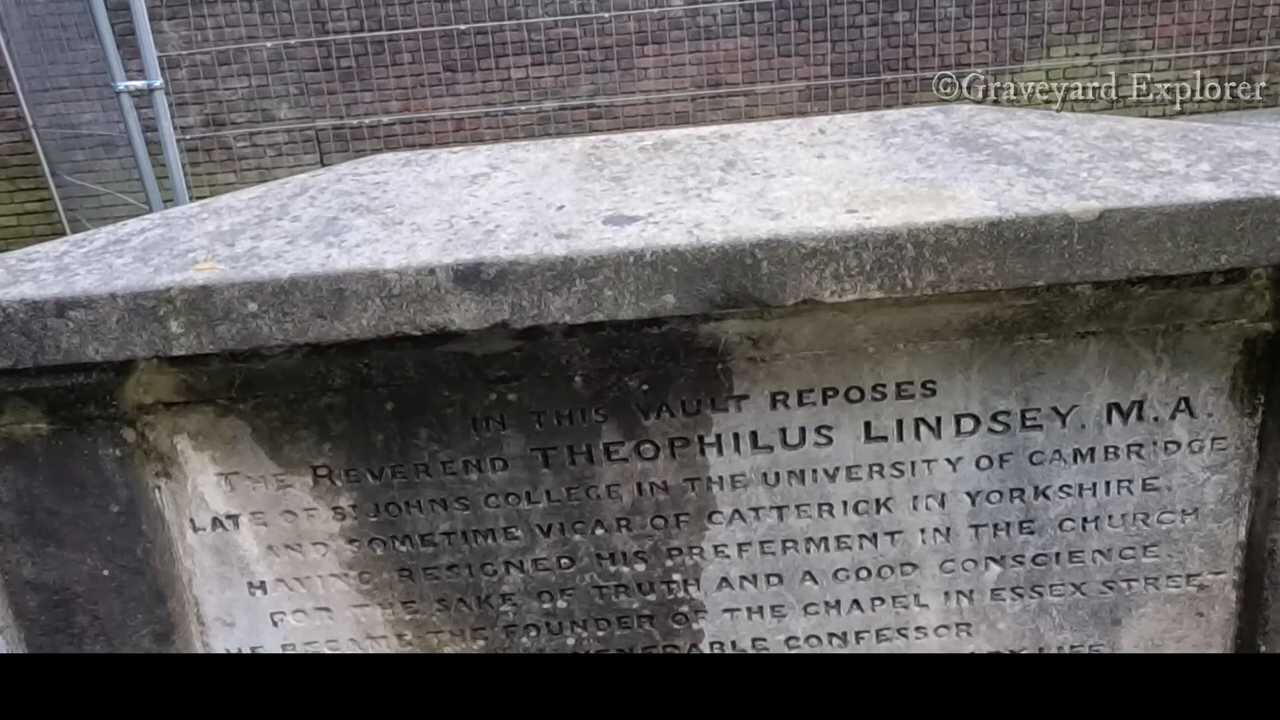 ©Graveyard Explorer
IN THIS VAULT REPOSES
THE REVEREND THEOPHILUS LINDSEY, M.A.
LATE OF ST JOHNS COLLEGE IN THE UNIVERSITY OF CAMBRIDGE
AND SOMETIME VICAR OF CATTERICK IN YORKSHIRE.
HAVING RESIGNED HIS PREFERMENT IN THE CHURCH
FOR THE SAKE OF TRUTH AND A GOOD CONSCIENCE
HE BECAME THE FOUNDER OF THE CHAPEL IN ESSEX STREET
VENERABLE CONFESSOR
LIFE